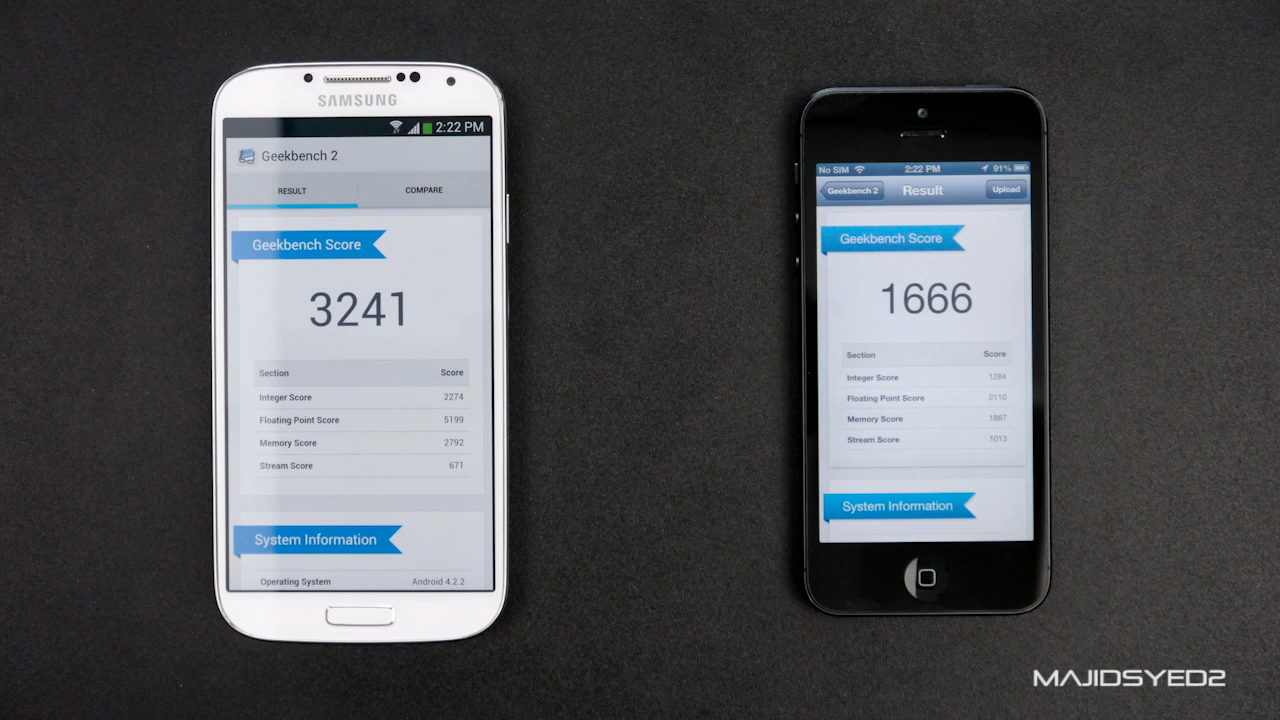 SAMSUNG
2:22 PM
Geekbench 2
RESULT COMPARE
Geekbench Score
3241
Section Score
Integer Score 2274
Floating Point Score 5199
Memory Score 2792
Stream Score 671
System Information
Operating System Android 4.2.2
No SIM 2:22 PM 91%
Geekbench 2 Result Upload
Geekbench Score
1666
Section Score
Integer Score 1284
Floating Point Score 2110
Memory Score 1887
Stream Score 1013
System Information
MAJIDSYED2